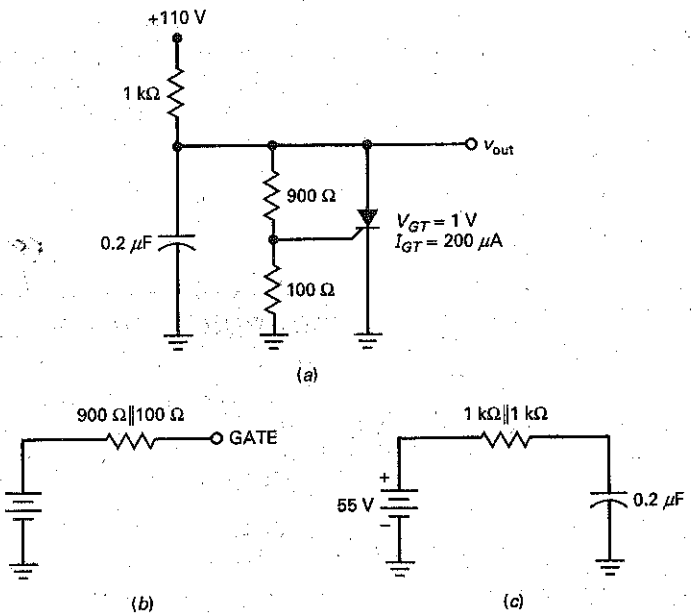 +110 V
1 kΩ
v_out
900 Ω
V_GT = 1 V
0.2 μF
I_GT = 200 μA
100 Ω
(a)
900 Ω||100 Ω
GATE
(b)
1 kΩ||1 kΩ
+
55 V
−
0.2 μF
(c)